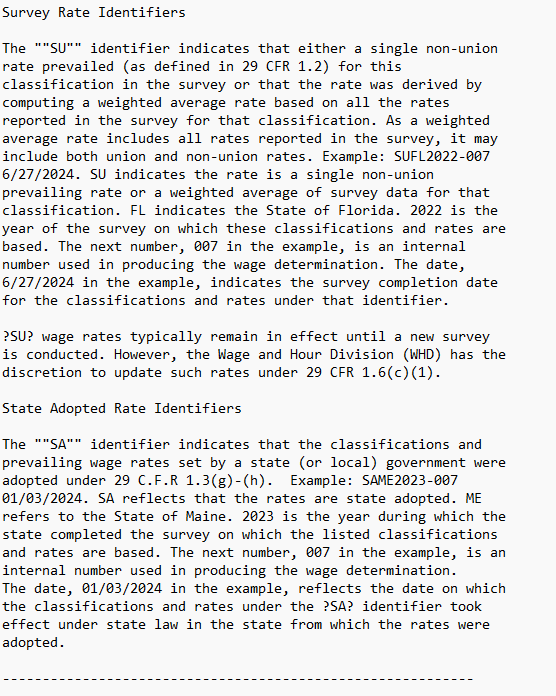 Survey Rate Identifiers

The ""SU"" identifier indicates that either a single non-union
rate prevailed (as defined in 29 CFR 1.2) for this
classification in the survey or that the rate was derived by
computing a weighted average rate based on all the rates
reported in the survey for that classification. As a weighted
average rate includes all rates reported in the survey, it may
include both union and non-union rates. Example: SUFL2022-007
6/27/2024. SU indicates the rate is a single non-union
prevailing rate or a weighted average of survey data for that
classification. FL indicates the State of Florida. 2022 is the
year of the survey on which these classifications and rates are
based. The next number, 007 in the example, is an internal
number used in producing the wage determination. The date,
6/27/2024 in the example, indicates the survey completion date
for the classifications and rates under that identifier.

?SU? wage rates typically remain in effect until a new survey
is conducted. However, the Wage and Hour Division (WHD) has the
discretion to update such rates under 29 CFR 1.6(c)(1).

State Adopted Rate Identifiers

The ""SA"" identifier indicates that the classifications and
prevailing wage rates set by a state (or local) government were
adopted under 29 C.F.R 1.3(g)-(h).  Example: SAME2023-007
01/03/2024. SA reflects that the rates are state adopted. ME
refers to the State of Maine. 2023 is the year during which the
state completed the survey on which the listed classifications
and rates are based. The next number, 007 in the example, is an
internal number used in producing the wage determination.
The date, 01/03/2024 in the example, reflects the date on which
the classifications and rates under the ?SA? identifier took
effect under state law in the state from which the rates were
adopted.

-----------------------------------------------------------